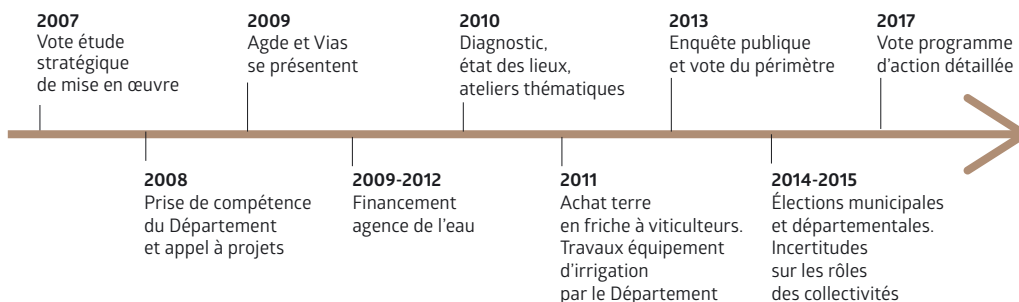 2007
Vote étude
stratégique
de mise en œuvre
2008
Prise de compétence
du Département
et appel à projets
2009
Agde et Vias
se présentent
2009-2012
Financement
agence de l'eau
2010
Diagnostic,
état des lieux,
ateliers thématiques
2011
Achat terre
en friche à viticulteurs.
Travaux équipement
d'irrigation
par le Département
2013
Enquête publique
et vote du périmètre
2014-2015
Élections municipales
et départementales.
Incertitudes
sur les rôles
des collectivités
2017
Vote programme
d'action détaillée